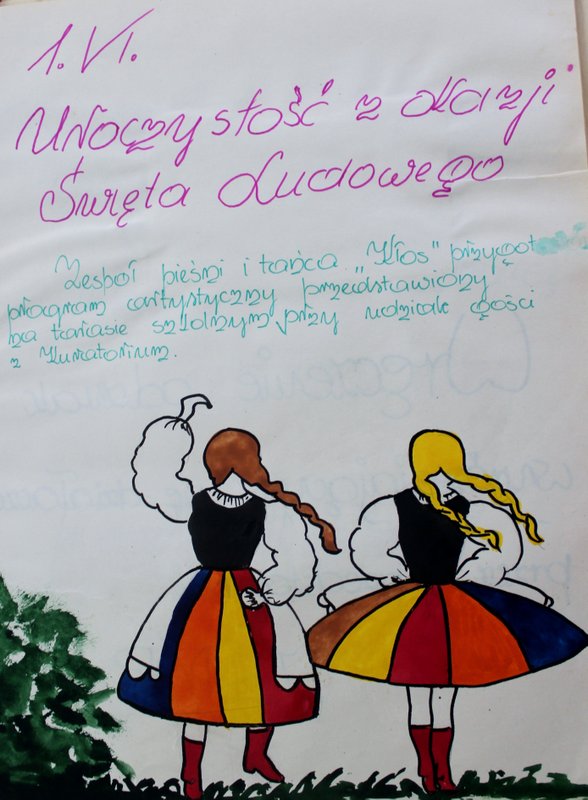 1. VI.
Uroczystość z okazji
Święta Ludowego
Zespół pieśni i tańca "Kłos" przygot
program artystyczny przedstawiony
na tarasie szkolnym przy udziale gości
z Kuratorium.